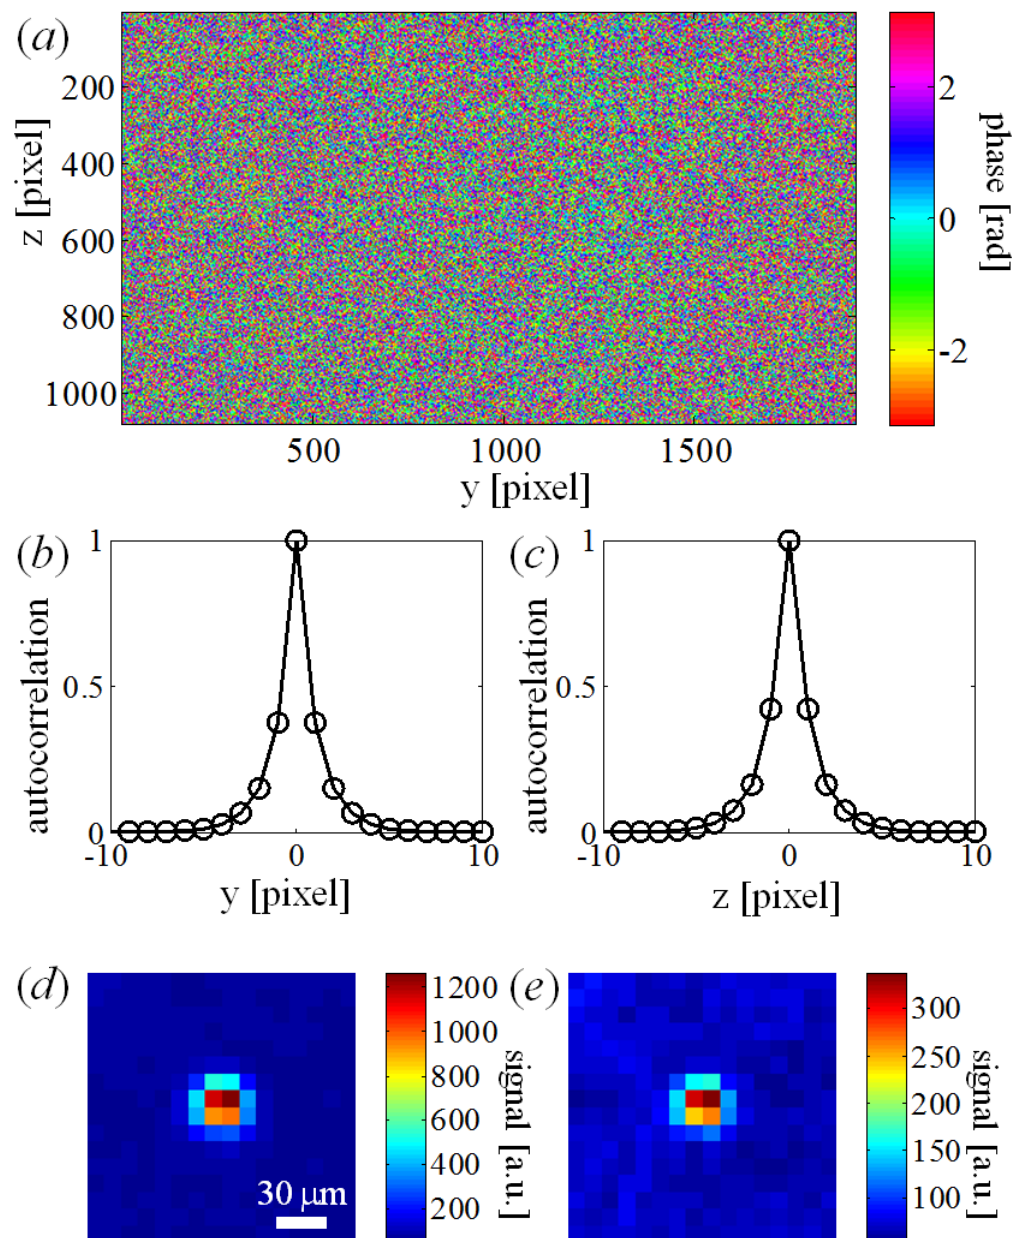 (a)
200
400
600
800
1000
z [pixel]
500 1000 1500
y [pixel]
2
0
-2
phase [rad]
(b)
1
0.5
0
autocorrelation
-10 0 10
y [pixel]
(c)
1
0.5
0
autocorrelation
-10 0 10
z [pixel]
(d)
30 μm
1200
1000
800
600
400
200
signal [a.u.]
(e)
300
250
200
150
100
signal [a.u.]